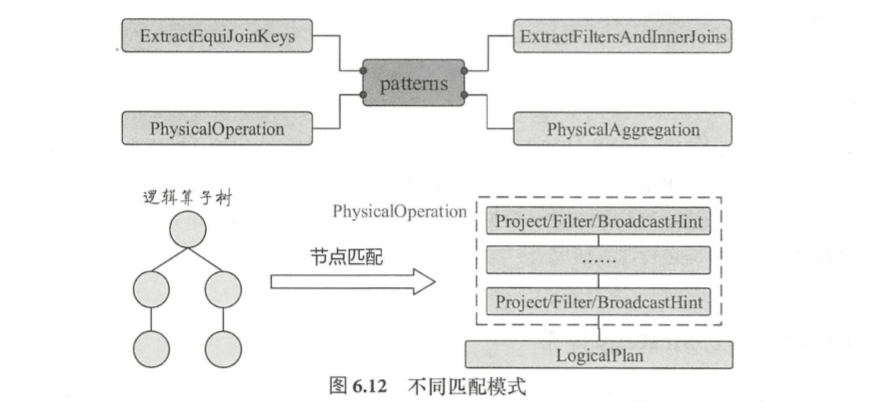 ExtractEquiJoinKeys
ExtractFiltersAndInnerJoins
patterns
PhysicalOperation
PhysicalAggregation
逻辑算子树
PhysicalOperation
Project/Filter/BroadcastHint
节点匹配
......
Project/Filter/BroadcastHint
LogicalPlan
图 6.12 不同匹配模式